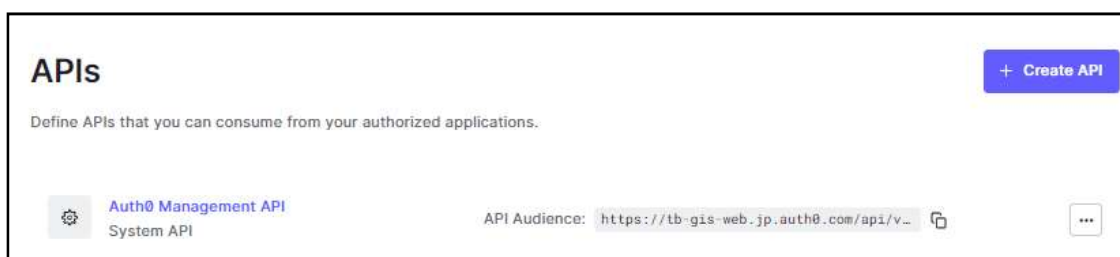 APIs
+ Create API
Define APIs that you can consume from your authorized applications.
Auth0 Management API
System API
API Audience: https://tb-gis-web.jp.auth0.com/api/v…